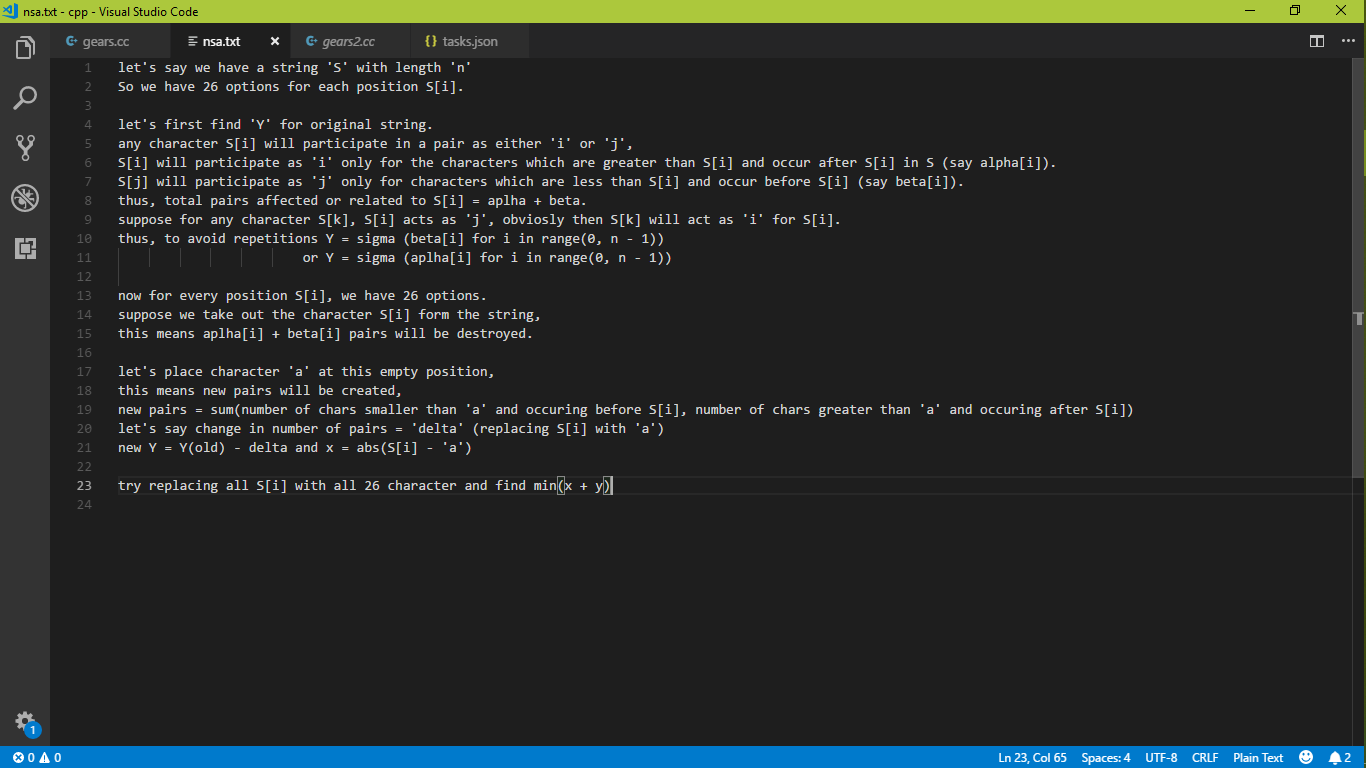 nsa.txt - cpp - Visual Studio Code
gears.cc nsa.txt gears2.cc tasks.json
1 let's say we have a string 'S' with length 'n'
2 So we have 26 options for each position S[i].
3
4 let's first find 'Y' for original string.
5 any character S[i] will participate in a pair as either 'i' or 'j',
6 S[i] will participate as 'i' only for the characters which are greater than S[i] and occur after S[i] in S (say alpha[i]).
7 S[j] will participate as 'j' only for characters which are less than S[i] and occur before S[i] (say beta[i]).
8 thus, total pairs affected or related to S[i] = aplha + beta.
9 suppose for any character S[k], S[i] acts as 'j', obviosly then S[k] will act as 'i' for S[i].
10 thus, to avoid repetitions Y = sigma (beta[i] for i in range(0, n - 1))
11 or Y = sigma (aplha[i] for i in range(0, n - 1))
12
13 now for every position S[i], we have 26 options.
14 suppose we take out the character S[i] form the string,
15 this means aplha[i] + beta[i] pairs will be destroyed.
16
17 let's place character 'a' at this empty position,
18 this means new pairs will be created,
19 new pairs = sum(number of chars smaller than 'a' and occuring before S[i], number of chars greater than 'a' and occuring after S[i])
20 let's say change in number of pairs = 'delta' (replacing S[i] with 'a')
21 new Y = Y(old) - delta and x = abs(S[i] - 'a')
22
23 try replacing all S[i] with all 26 character and find min(x + y)
24
1
0 0 Ln 23, Col 65 Spaces: 4 UTF-8 CRLF Plain Text 2